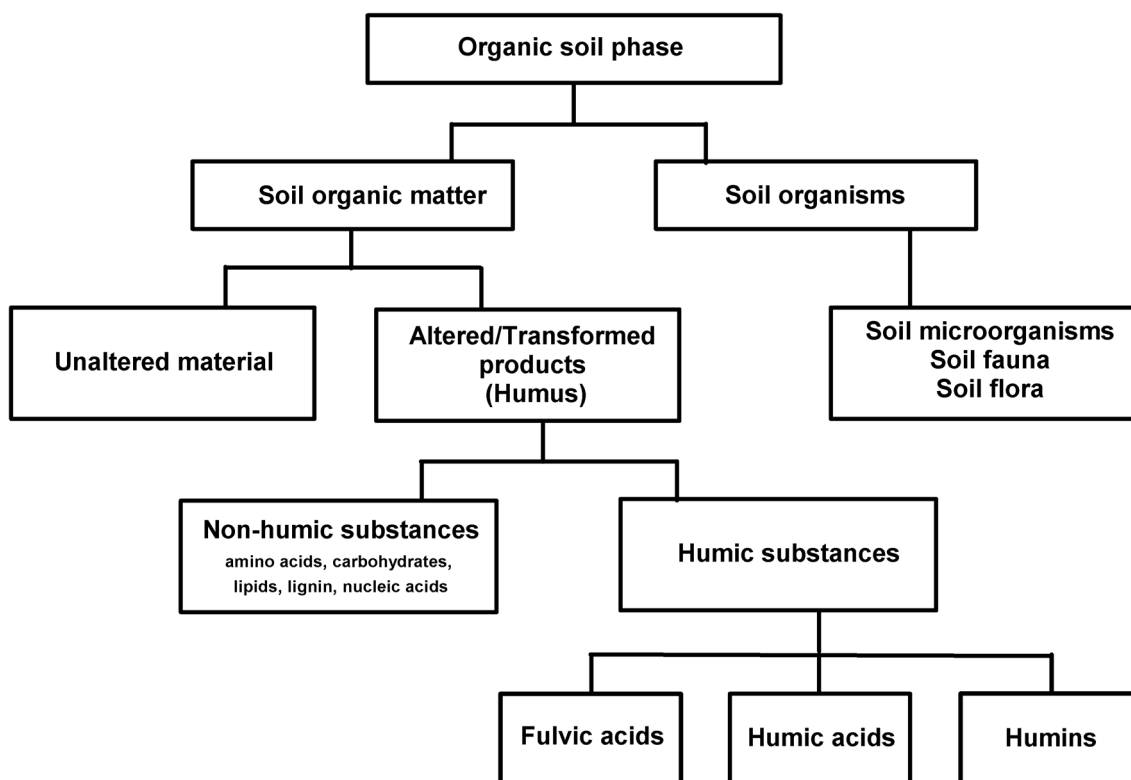 Organic soil phase
Soil organic matter
Soil organisms
Unaltered material
Altered/Transformed
products
(Humus)
Soil microorganisms
Soil fauna
Soil flora
Non-humic substances
amino acids, carbohydrates,
lipids, lignin, nucleic acids
Humic substances
Fulvic acids
Humic acids
Humins